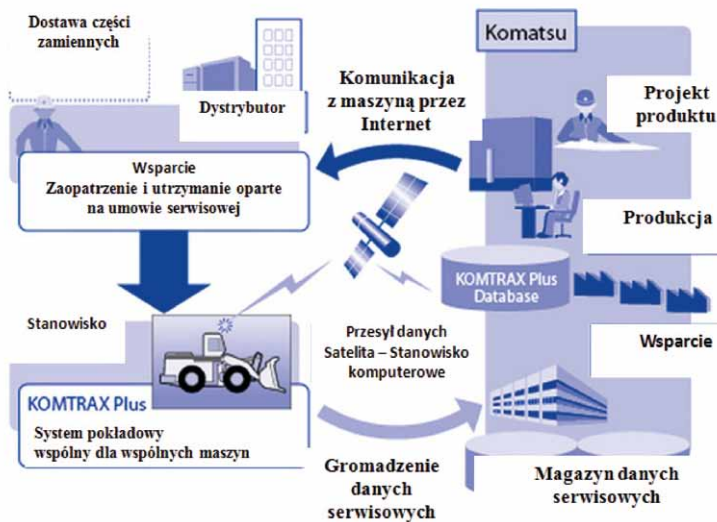 Dostawa części
zamiennych
Dystrybutor
Komunikacja
z maszyną przez
Internet
Komatsu
Projekt
produktu
Wsparcie
Zaopatrzenie i utrzymanie oparte
na umowie serwisowej
Produkcja
KOMTRAX Plus
Database
Stanowisko
Przesył danych
Satelita – Stanowisko
komputerowe
Wsparcie
KOMTRAX Plus
System pokładowy
wspólny dla wspólnych maszyn
Gromadzenie
danych
serwisowych
Magazyn danych
serwisowych